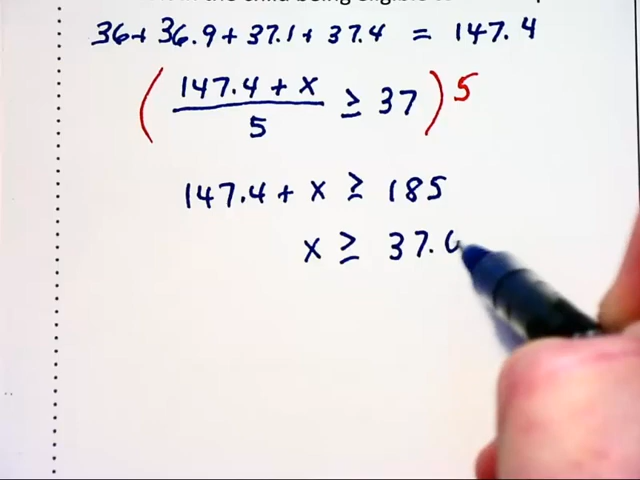 36 + 36.9 + 37.1 + 37.4 = 147.4
( 147.4 + x / 5 ≥ 37 ) 5
147.4 + x ≥ 185
x ≥ 37.